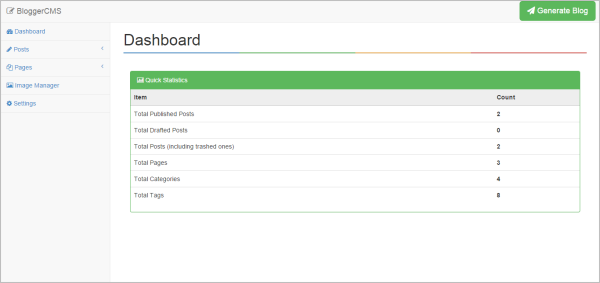 BloggerCMS
Generate Blog
Dashboard
Posts
Pages
Image Manager
Settings
Dashboard
Quick Statistics
Item Count
Total Published Posts 2
Total Drafted Posts 0
Total Posts (including trashed ones) 2
Total Pages 3
Total Categories 4
Total Tags 8